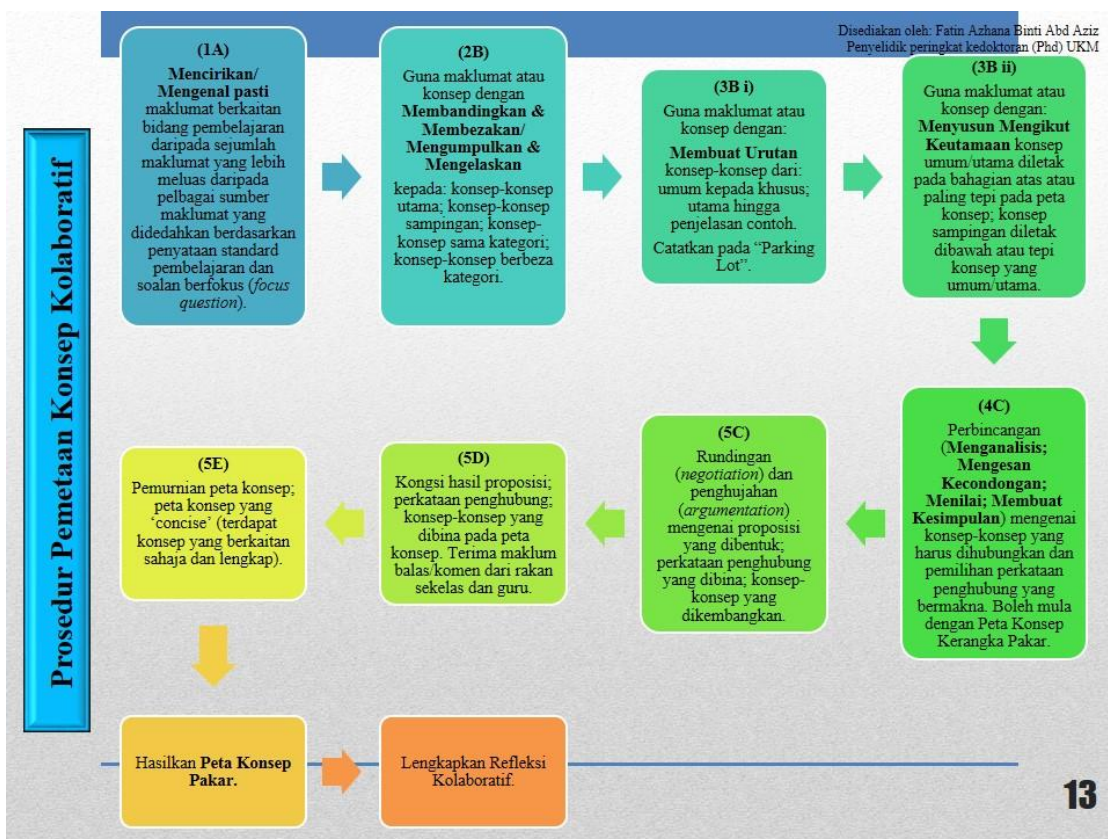 Disediakan oleh: Fatin Azhana Binti Abd Aziz
Penyelidik peringkat kedoktoran (Phd) UKM
Prosedur Pemetaan Konsep Kolaboratif
(1A)
Mencirikan/
Mengenal pasti
maklumat berkaitan
bidang pembelajaran
daripada sejumlah
maklumat yang lebih
meluas daripada
pelbagai sumber
maklumat yang
didedahkan berdasarkan
penyataan standard
pembelajaran dan
soalan berfokus (focus
question).
(2B)
Guna maklumat atau
konsep dengan
Membandingkan &
Membezakan/
Mengumpulkan &
Mengelaskan
kepada: konsep-konsep
utama; konsep-konsep
sampingan; konsep-
konsep sama kategori;
konsep-konsep berbeza
kategori.
(3B i)
Guna maklumat atau
konsep dengan:
Membuat Urutan
konsep-konsep dari:
umum kepada khusus;
utama hingga
penjelasan contoh.
Catatkan pada “Parking
Lot”.
(3B ii)
Guna maklumat atau
konsep dengan:
Menyusun Mengikut
Keutamaan konsep
umum/utama diletak
pada bahagian atas atau
paling tepi pada peta
konsep; konsep
sampingan diletak
dibawah atau tepi
konsep yang
umum/utama.
(4C)
Perbincangan
(Menganalisis;
Mengesan
Kecondongan;
Menilai; Membuat
Kesimpulan) mengenai
konsep-konsep yang
harus dihubungkan dan
pemilihan perkataan
penghubung yang
bermakna. Boleh mula
dengan Peta Konsep
Kerangka Pakar.
(5C)
Rundingan
(negotiation) dan
penghujahan
(argumentation)
mengenai proposisi
yang dibentuk;
perkataan penghubung
yang dibina; konsep-
konsep yang
dikembangkan.
(5D)
Kongsi hasil proposisi;
perkataan penghubung;
konsep-konsep yang
dibina pada peta
konsep. Terima maklum
balas/komen dari rakan
sekelas dan guru.
(5E)
Pemurnian peta konsep;
peta konsep yang
‘concise’ (terdapat
konsep yang berkaitan
sahaja dan lengkap).
Hasilkan Peta Konsep
Pakar.
Lengkapkan Refleksi
Kolaboratif.
13